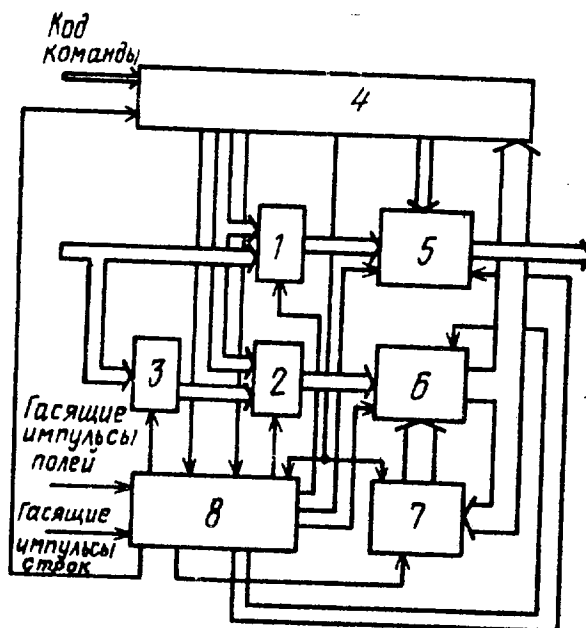 Код
команды
4
1
5
3
2
6
Гасящие
импульсы
полей
8
7
Гасящие
импульсы
строк